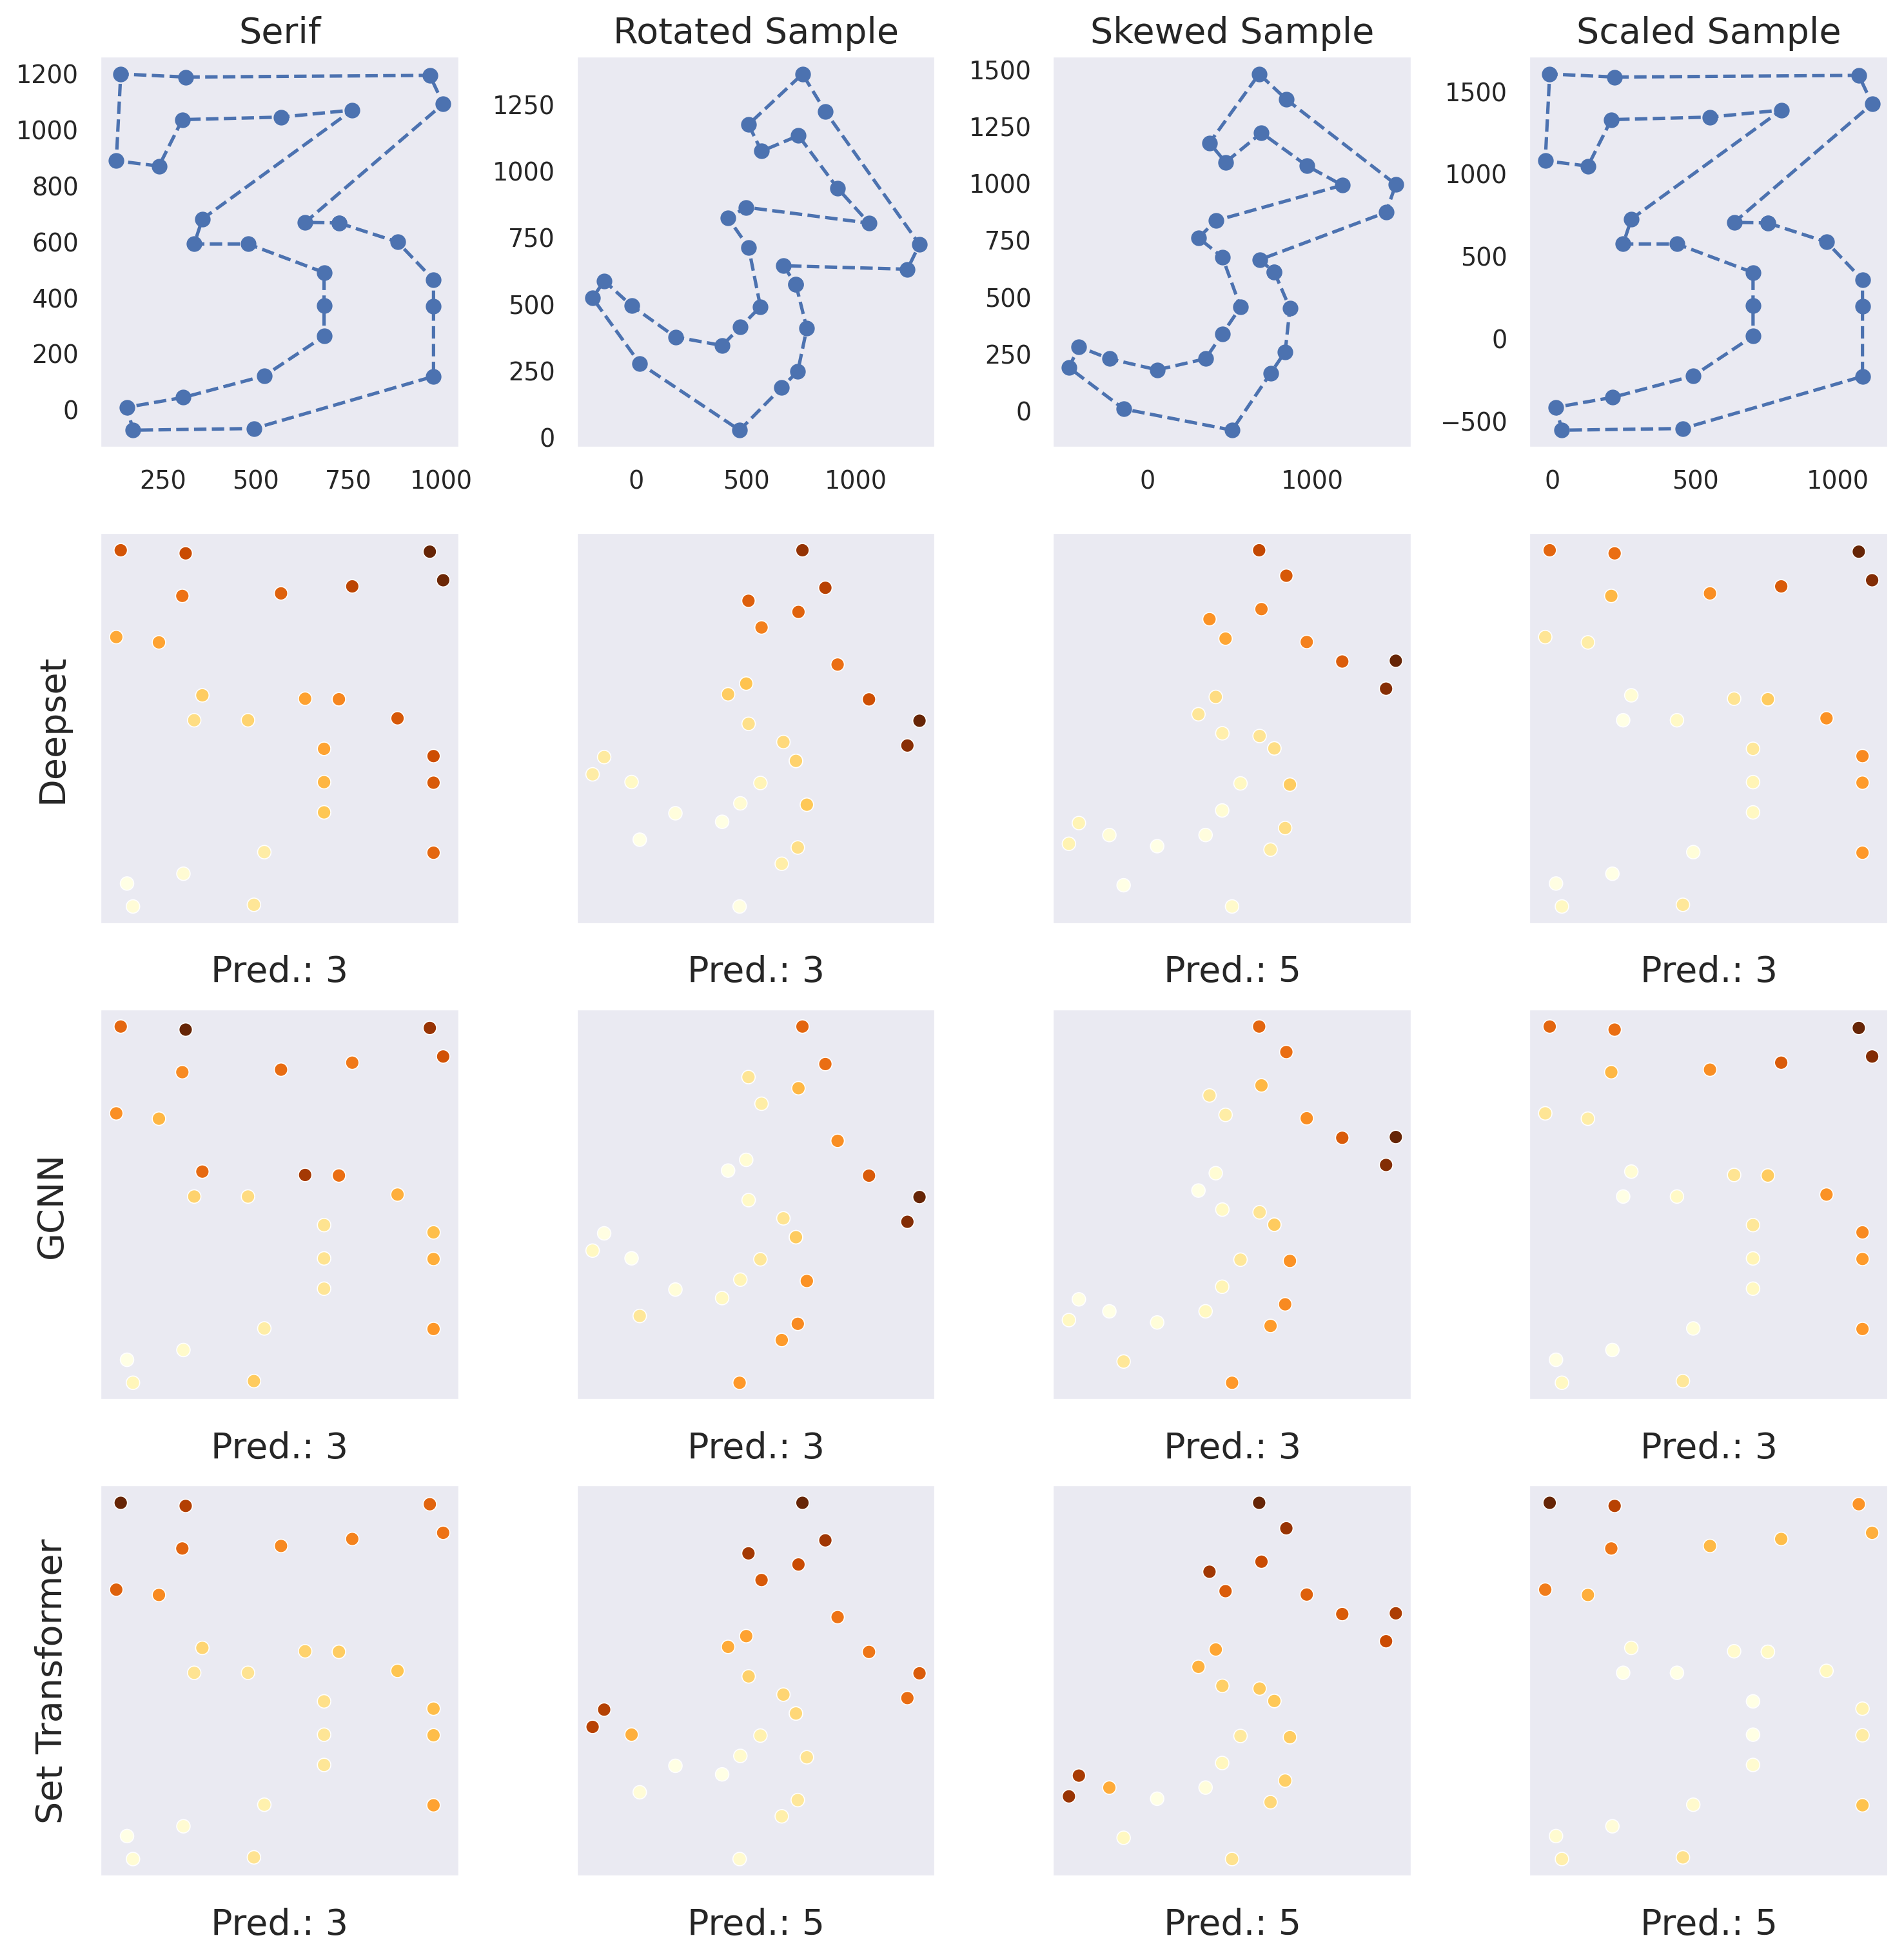 Serif Rotated Sample Skewed Sample Scaled Sample
1200
1000
800
600
400
200
0
250 500 750 1000
1250
1000
750
500
250
0
0 500 1000
1500
1250
1000
750
500
250
0
0 1000
1500
1000
500
0
−500
0 500 1000
Deepset
Pred.: 3 Pred.: 3 Pred.: 5 Pred.: 3
GCNN
Pred.: 3 Pred.: 3 Pred.: 3 Pred.: 3
Set Transformer
Pred.: 3 Pred.: 5 Pred.: 5 Pred.: 5